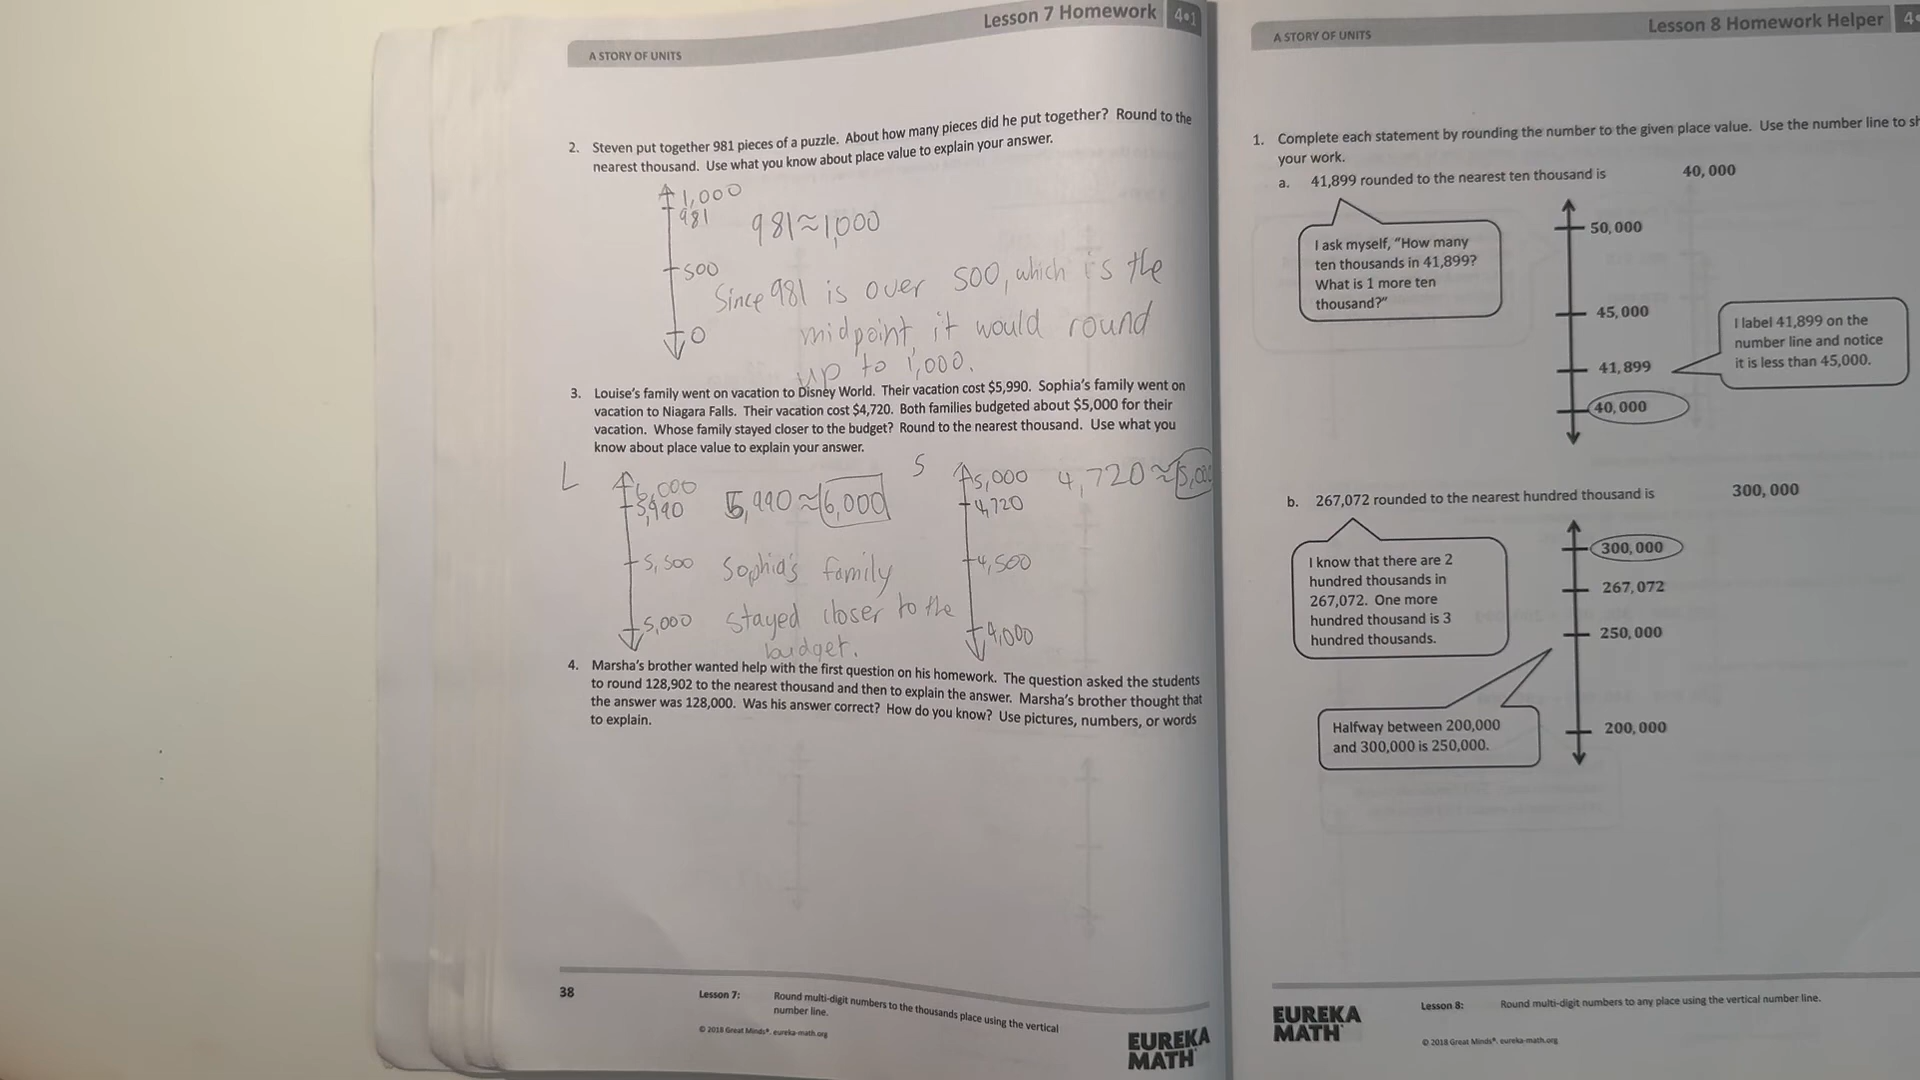 Lesson 7 Homework 4•1
A STORY OF UNITS
2. Steven put together 981 pieces of a puzzle. About how many pieces did he put together? Round to the
nearest thousand. Use what you know about place value to explain your answer.
1,000
981
981≈1,000
500
Since 981 is over 500, which is the
midpoint, it would round
up to 1,000.
0
3. Louise's family went on vacation to Disney World. Their vacation cost $5,990. Sophia's family went on
vacation to Niagara Falls. Their vacation cost $4,720. Both families budgeted about $5,000 for their
vacation. Whose family stayed closer to the budget? Round to the nearest thousand. Use what you
know about place value to explain your answer.
L
6,000
5,990
5,990≈6,000
5,500
5,000
Sophia's family
stayed closer to the
budget.
S
5,000
4,720
4,720≈5,000
4,500
4,000
4. Marsha's brother wanted help with the first question on his homework. The question asked the students
to round 128,902 to the nearest thousand and then to explain the answer. Marsha's brother thought that
the answer was 128,000. Was his answer correct? How do you know? Use pictures, numbers, or words
to explain.
38
Lesson 7: Round multi-digit numbers to the thousands place using the vertical
number line.
© 2018 Great Minds®. eureka-math.org
EUREKA
MATH
Lesson 8 Homework Helper 4•
A STORY OF UNITS
1. Complete each statement by rounding the number to the given place value. Use the number line to sh
your work.
a. 41,899 rounded to the nearest ten thousand is 40,000
I ask myself, "How many
ten thousands in 41,899?
What is 1 more ten
thousand?"
50,000
45,000
41,899
40,000
I label 41,899 on the
number line and notice
it is less than 45,000.
b. 267,072 rounded to the nearest hundred thousand is 300,000
I know that there are 2
hundred thousands in
267,072. One more
hundred thousand is 3
hundred thousands.
300,000
267,072
250,000
200,000
Halfway between 200,000
and 300,000 is 250,000.
EUREKA
MATH
Lesson 8: Round multi-digit numbers to any place using the vertical number line.
© 2018 Great Minds®. eureka-math.org